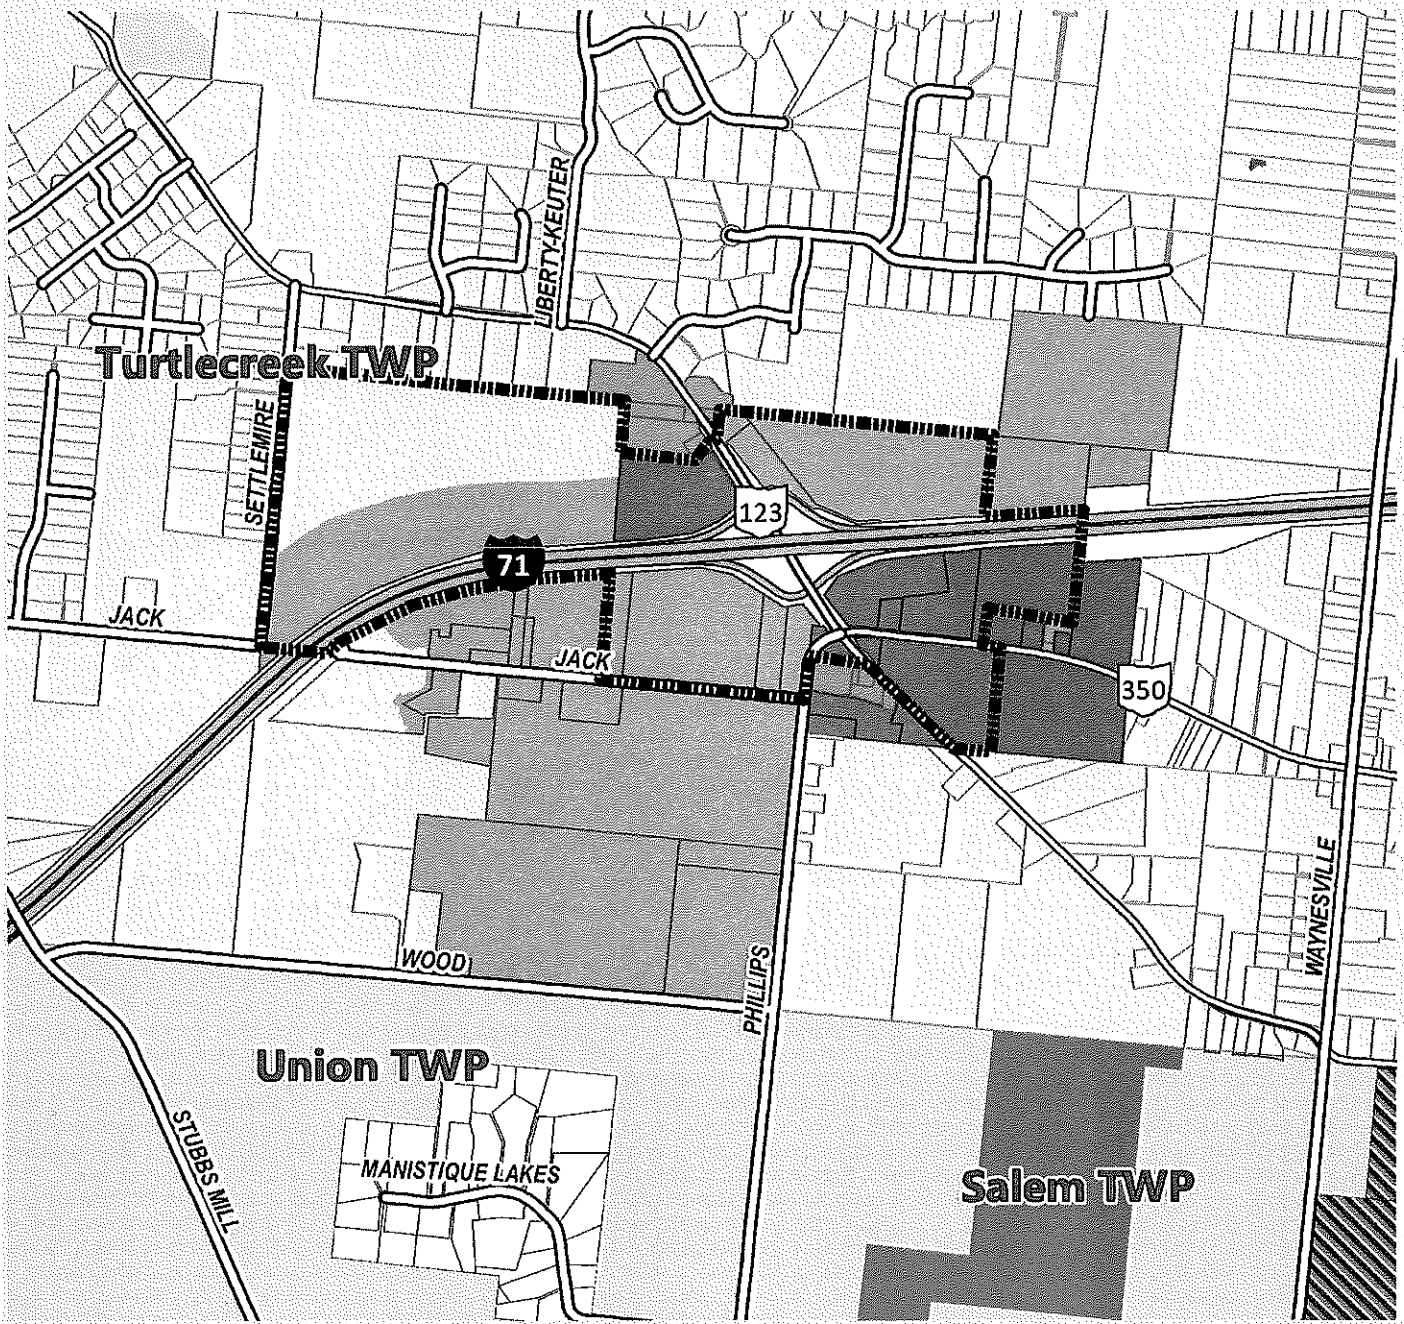 LIBERTY-KEUTER
Turtlecreek TWP
SETTLEMIRE
123
71
JACK
JACK
350
WAYNESVILLE
WOOD
PHILLIPS
Union TWP
STUBBS MILL
MANISTIQUE LAKES
Salem TWP